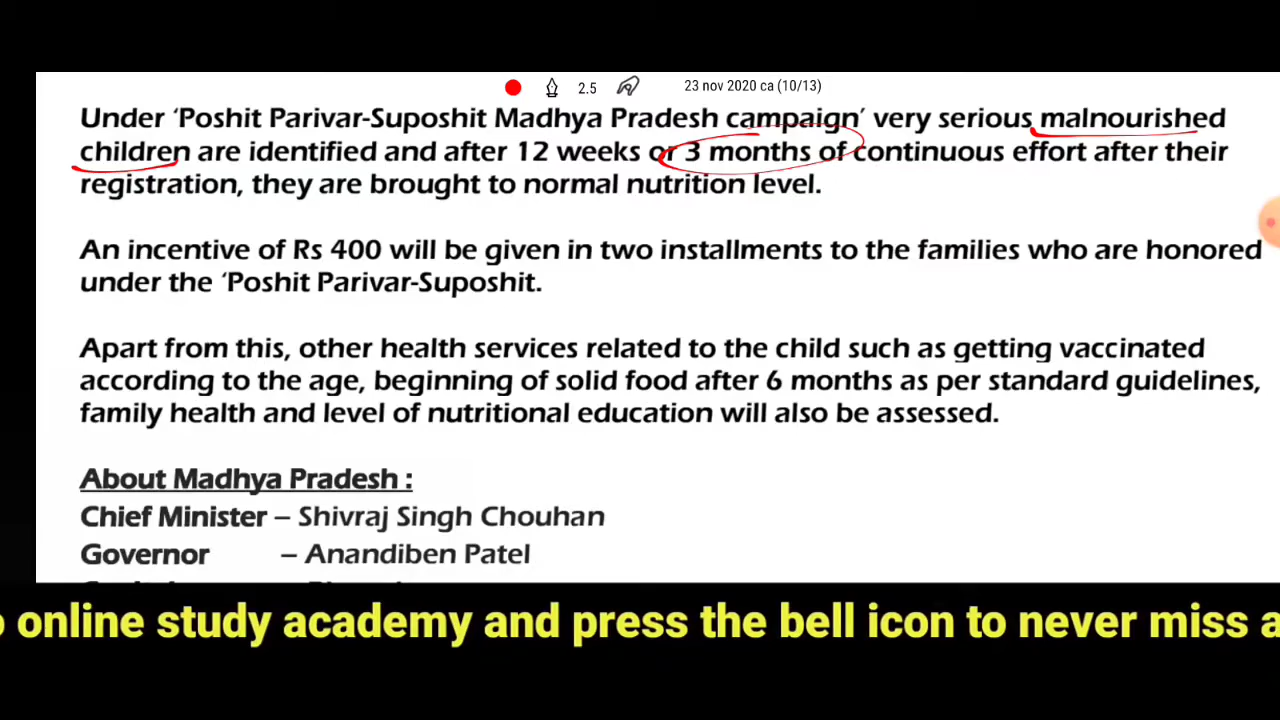 2.5 23 nov 2020 ca (10/13)
Under ‘Poshit Parivar-Suposhit Madhya Pradesh campaign’ very serious malnourished
children are identified and after 12 weeks or 3 months of continuous effort after their
registration, they are brought to normal nutrition level.
An incentive of Rs 400 will be given in two installments to the families who are honored
under the ‘Poshit Parivar-Suposhit.
Apart from this, other health services related to the child such as getting vaccinated
according to the age, beginning of solid food after 6 months as per standard guidelines,
family health and level of nutritional education will also be assessed.
About Madhya Pradesh :
Chief Minister – Shivraj Singh Chouhan
Governor – Anandiben Patel
online study academy and press the bell icon to never miss